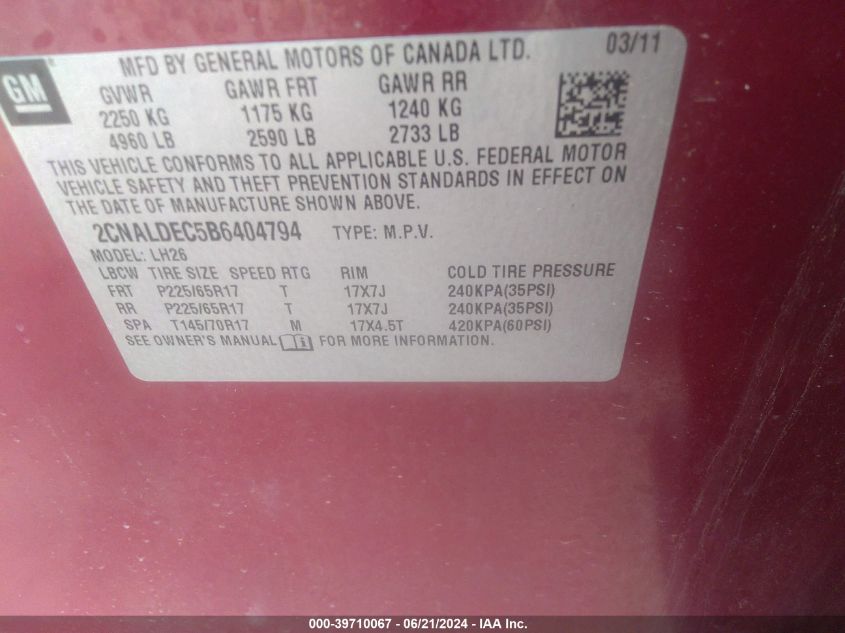 GM
MFD BY GENERAL MOTORS OF CANADA LTD. 03/11
GVWR GAWR FRT GAWR RR
2250 KG 1175 KG 1240 KG
4960 LB 2590 LB 2733 LB
THIS VEHICLE CONFORMS TO ALL APPLICABLE U.S. FEDERAL MOTOR
VEHICLE SAFETY AND THEFT PREVENTION STANDARDS IN EFFECT ON
THE DATE OF MANUFACTURE SHOWN ABOVE.
2CNALDEC5B6404794 TYPE: M.P.V.
MODEL: LH26
LBCW TIRE SIZE SPEED RTG RIM COLD TIRE PRESSURE
FRT P225/65R17 T 17X7J 240KPA(35PSI)
RR P225/65R17 T 17X7J 240KPA(35PSI)
SPA T145/70R17 M 17X4.5T 420KPA(60PSI)
SEE OWNER'S MANUAL FOR MORE INFORMATION.
000-39710067 - 06/21/2024 - IAA Inc.